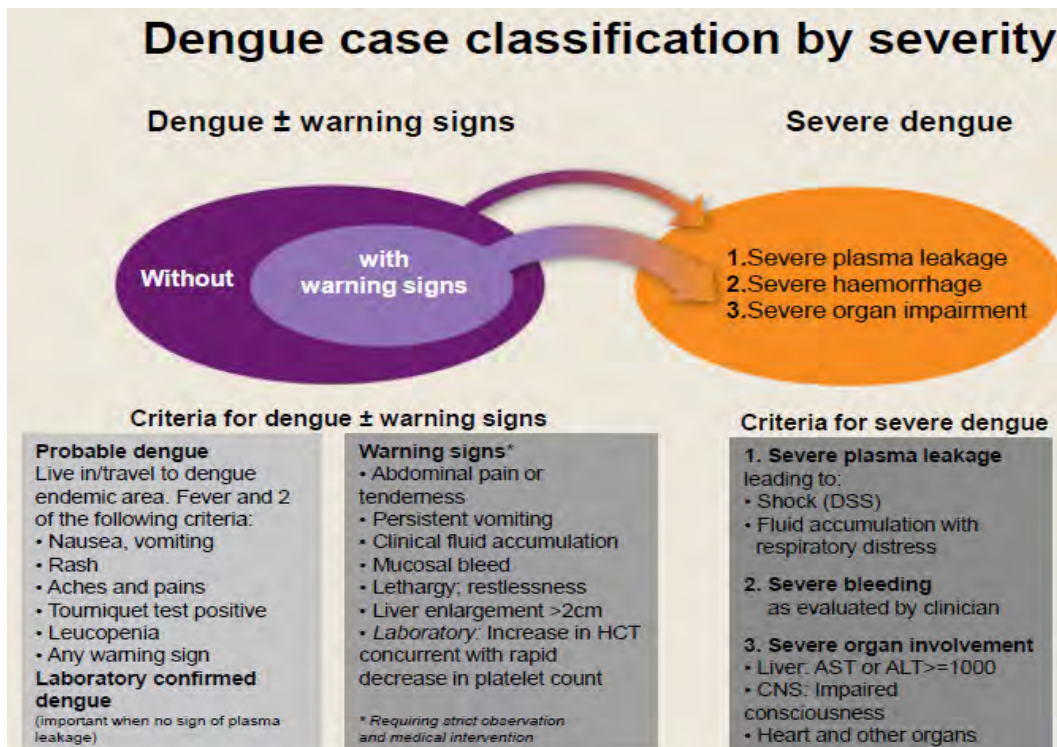 Dengue case classification by severity
Dengue ± warning signs
Severe dengue
Without
with
warning signs
1.Severe plasma leakage
2.Severe haemorrhage
3.Severe organ impairment
Criteria for dengue ± warning signs
Probable dengue
Live in/travel to dengue
endemic area. Fever and 2
of the following criteria:
• Nausea, vomiting
• Rash
• Aches and pains
• Tourniquet test positive
• Leucopenia
• Any warning sign
Laboratory confirmed
dengue
(important when no sign of plasma
leakage)
Warning signs*
• Abdominal pain or
tenderness
• Persistent vomiting
• Clinical fluid accumulation
• Mucosal bleed
• Lethargy; restlessness
• Liver enlargement >2cm
• Laboratory: Increase in HCT
concurrent with rapid
decrease in platelet count
* Requiring strict observation
and medical intervention
Criteria for severe dengue
1. Severe plasma leakage
leading to:
• Shock (DSS)
• Fluid accumulation with
respiratory distress
2. Severe bleeding
as evaluated by clinician
3. Severe organ involvement
• Liver: AST or ALT>=1000
• CNS: Impaired
consciousness
• Heart and other organs